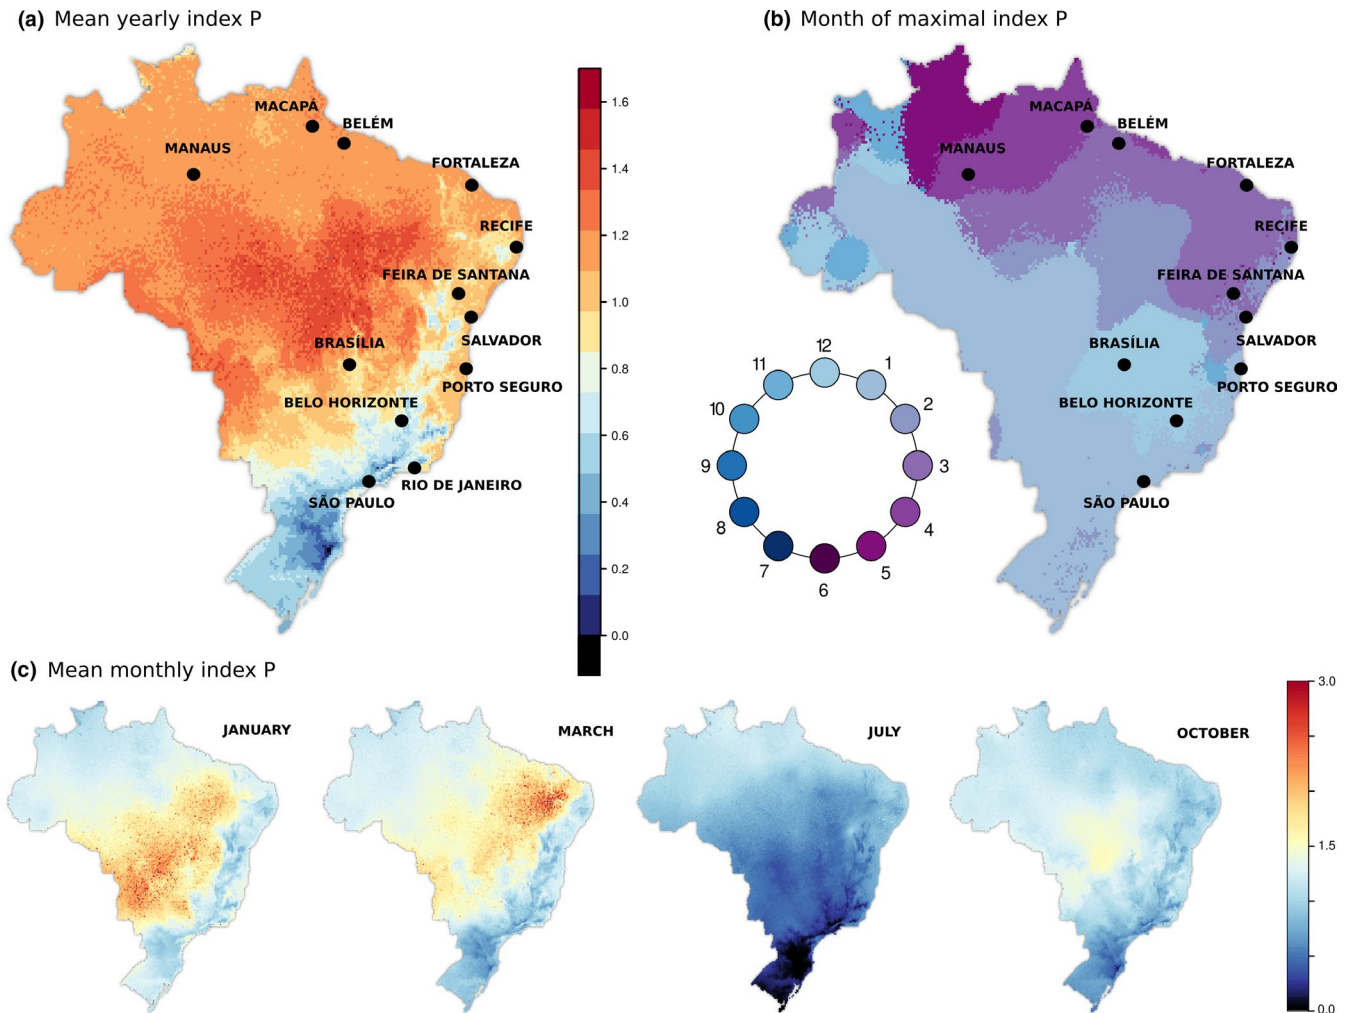 (a) Mean yearly index P
MACAPÁ
BELÉM
MANAUS
FORTALEZA
RECIFE
FEIRA DE SANTANA
SALVADOR
BRASÍLIA
PORTO SEGURO
BELO HORIZONTE
RIO DE JANEIRO
SÃO PAULO
1.6
1.4
1.2
1.0
0.8
0.6
0.4
0.2
0.0
(b) Month of maximal index P
MACAPÁ
BELÉM
MANAUS
FORTALEZA
RECIFE
FEIRA DE SANTANA
SALVADOR
BRASÍLIA
PORTO SEGURO
BELO HORIZONTE
SÃO PAULO
12
1
2
3
4
5
6
7
8
9
10
11
(c) Mean monthly index P
JANUARY
MARCH
JULY
OCTOBER
3.0
1.5
0.0